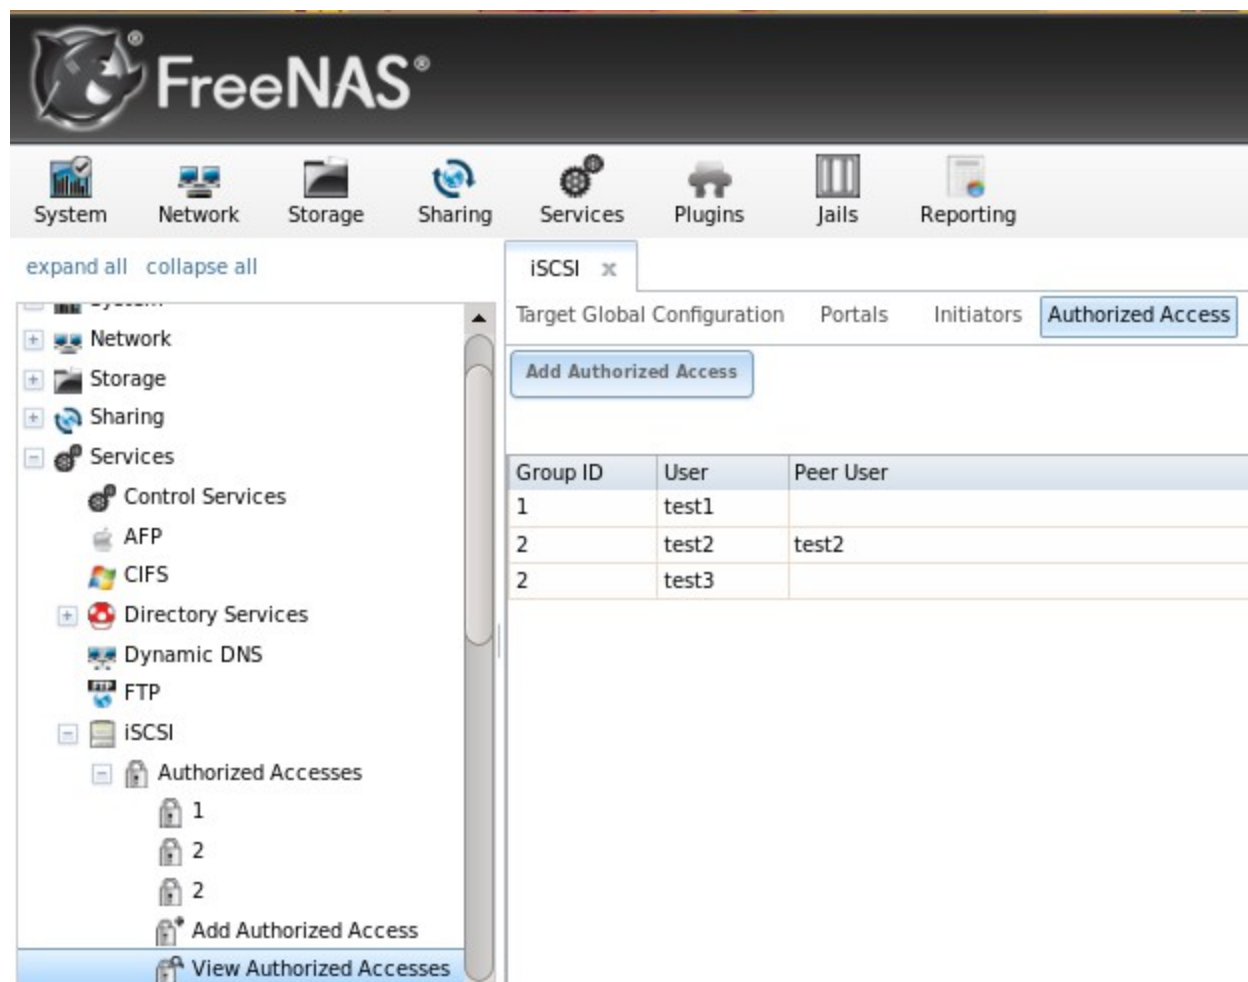 FreeNAS®
System Network Storage Sharing Services Plugins Jails Reporting
expand all collapse all
iSCSI x
Target Global Configuration Portals Initiators Authorized Access
Add Authorized Access
System
Network
Storage
Sharing
Services
Control Services
AFP
CIFS
Directory Services
Dynamic DNS
FTP
iSCSI
Authorized Accesses
1
2
2
Add Authorized Access
View Authorized Accesses
Group ID User Peer User
1 test1
2 test2 test2
2 test3